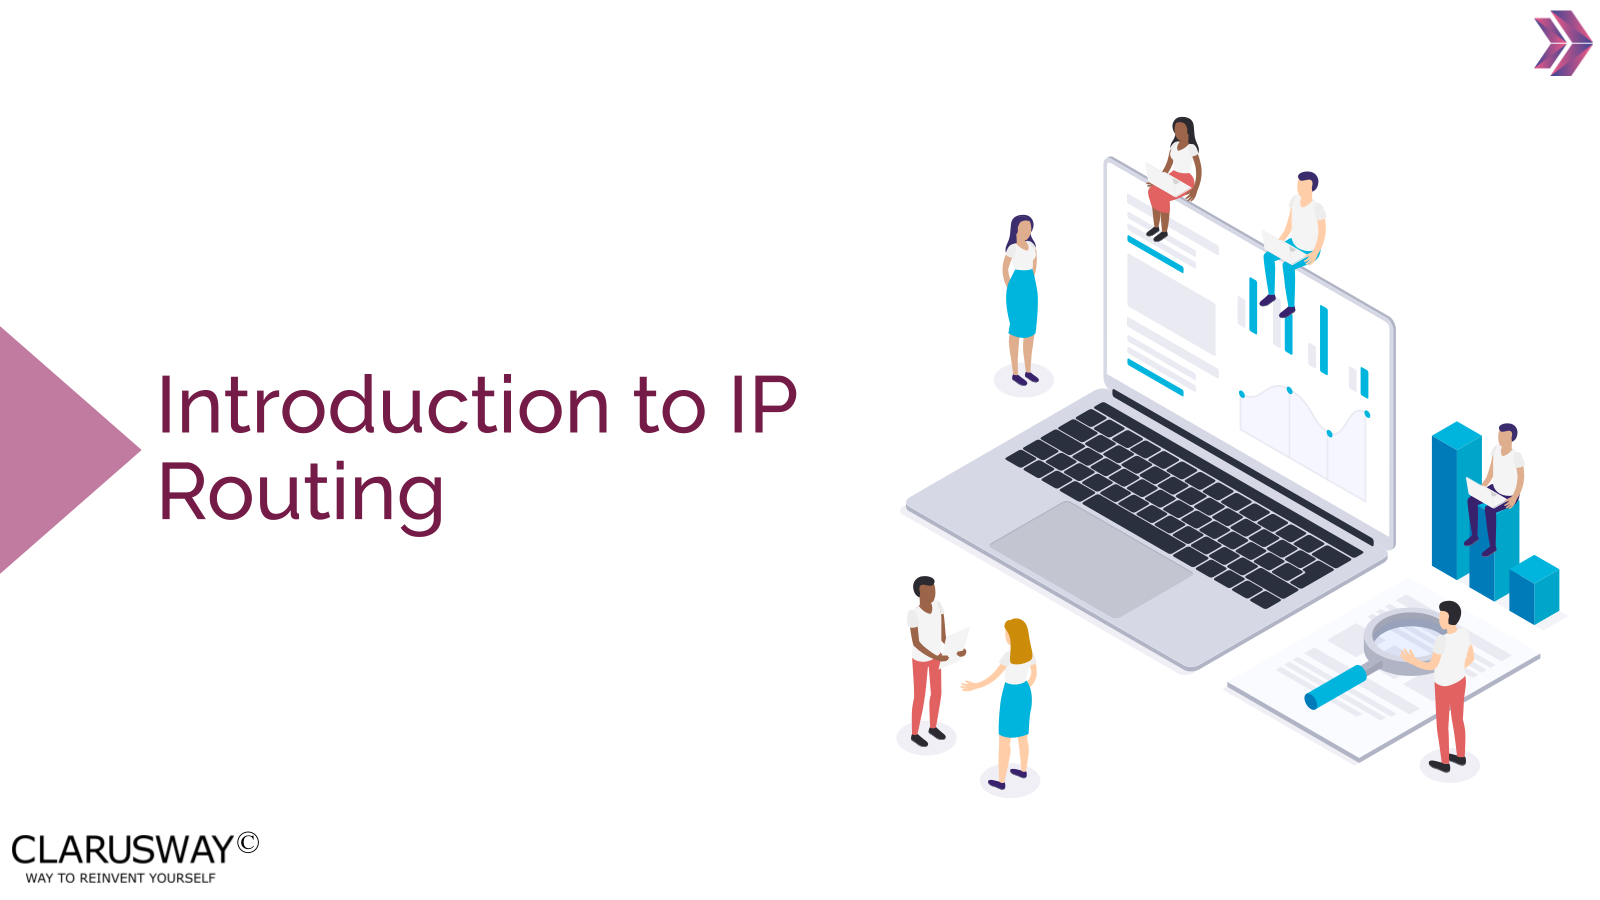 Introduction to IP
Routing
CLARUSWAY©
WAY TO REINVENT YOURSELF